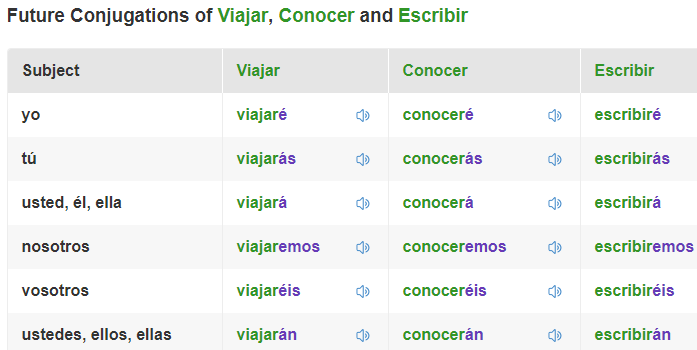 Future Conjugations of Viajar, Conocer and Escribir
Subject Viajar Conocer Escribir
yo viajaré conoceré escribiré
tú viajarás conocerás escribirás
usted, él, ella viajará conocerá escribirá
nosotros viajaremos conoceremos escribiremos
vosotros viajaréis conoceréis escribiréis
ustedes, ellos, ellas viajarán conocerán escribirán